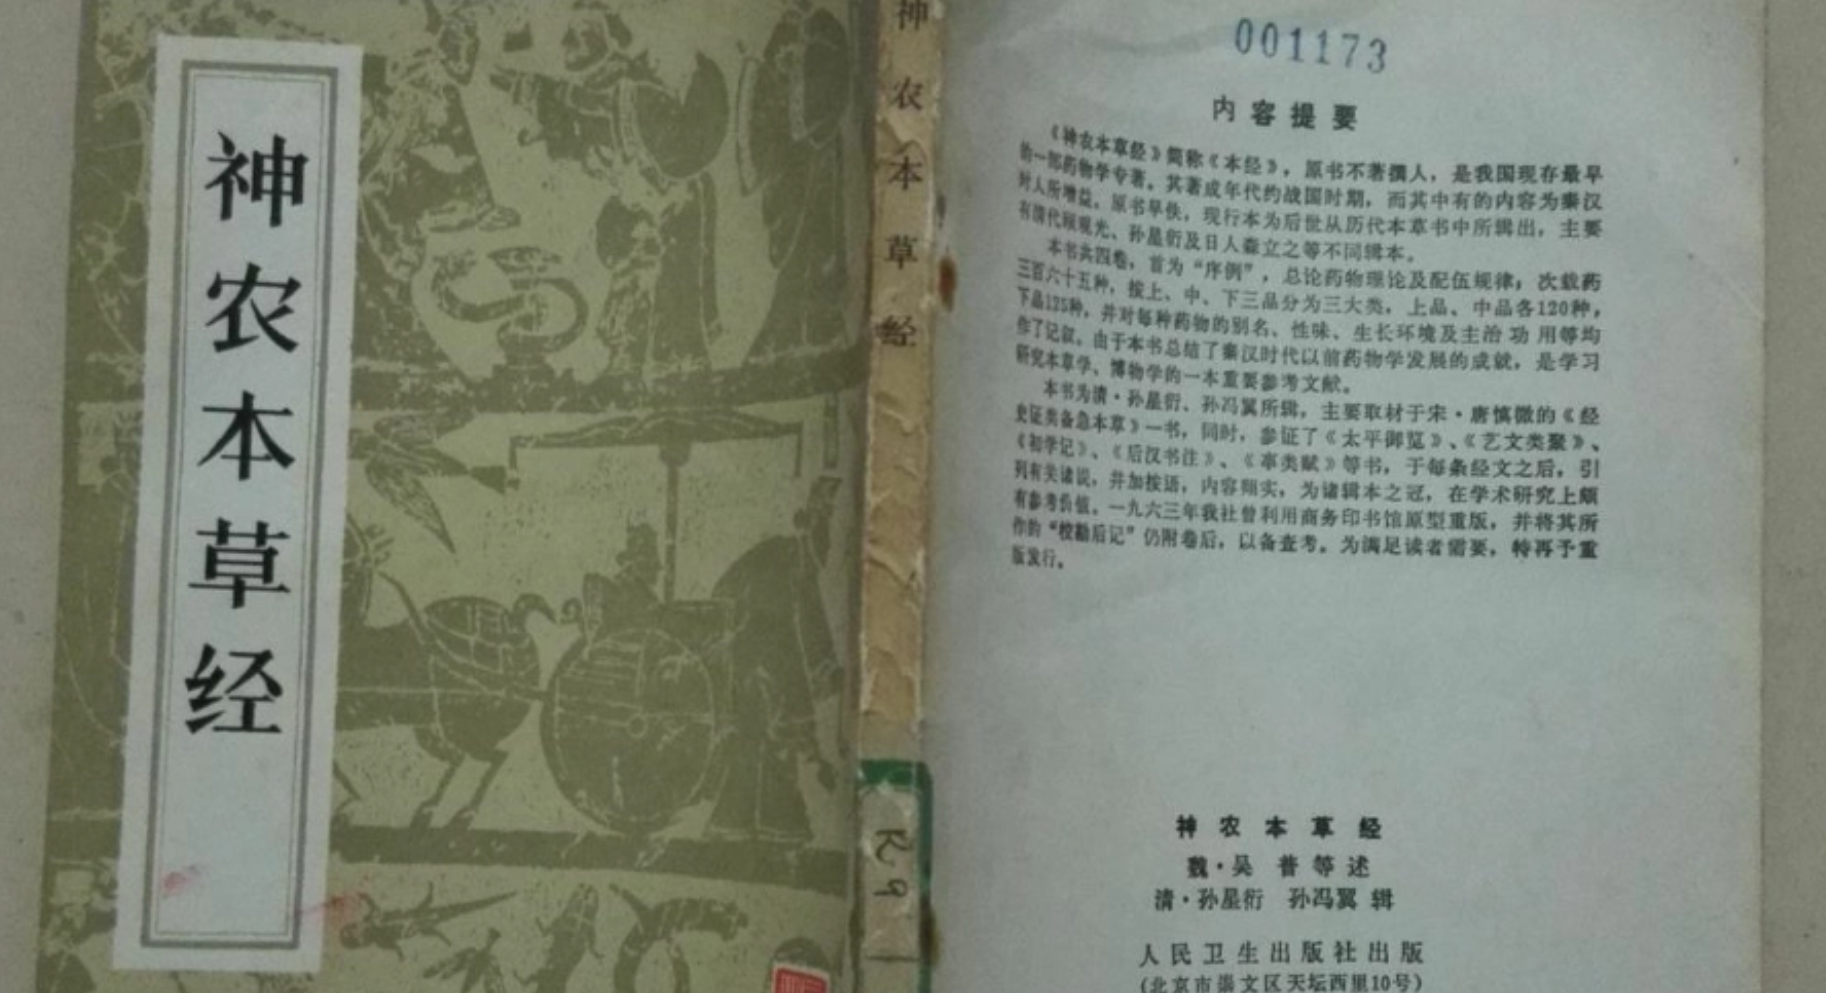 神农本草经
神农本草经
001173
内容提要
《神农本草经》简称《本经》，原书不著撰人，是我国现存最早
的一部药物学专著。其著成年代约战国时期，而其中有的内容为秦汉
时人所增益。原书早佚，现行本为后世从历代本草书中所辑出，主要
有清代顾观光、孙星衍及日人森立之等不同辑本。
本书共四卷，首为“序例”，总论药物理论及配伍规律；次载药
三百六十五种，按上、中、下三品分为三大类，上品、中品各120种，
下品125种，并对每种药物的别名、性味、生长环境及主治功用等均
作了记叙。由于本书总结了秦汉时代以前药物学发展的成就，是学习
研究本草学、博物学的一本重要参考文献。
本书为清·孙星衍、孙冯翼所辑，主要取材于宋·唐慎微的《经
史证类备急本草》一书，同时，参证了《太平御览》、《艺文类聚》、
《初学记》、《后汉书注》、《事类赋》等书，于每条经文之后，引
列有关诸说，并加按语，内容翔实，为诸辑本之冠，在学术研究上颇
有参考价值。一九六三年我社曾利用商务印书馆原型重版，并将其所
作的“校勘后记”仍附卷后，以备查考。为满足读者需要，特再予重
版发行。
神农本草经
魏·吴 普等述
清·孙星衍 孙冯翼 辑
人民卫生出版社出版
(北京市崇文区天坛西里10号)